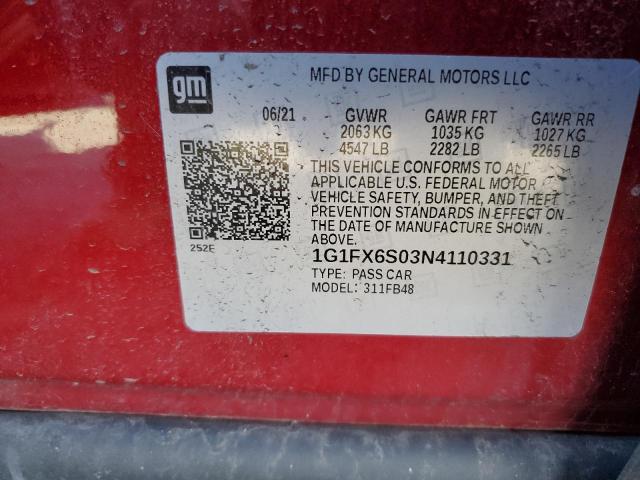 gm
MFD BY GENERAL MOTORS LLC
06/21 GVWR GAWR FRT GAWR RR
2063 KG 1035 KG 1027 KG
4547 LB 2282 LB 2265 LB
THIS VEHICLE CONFORMS TO ALL
APPLICABLE U.S. FEDERAL MOTOR
VEHICLE SAFETY, BUMPER, AND THEFT
PREVENTION STANDARDS IN EFFECT ON
THE DATE OF MANUFACTURE SHOWN
ABOVE.
252E
1G1FX6S03N4110331
TYPE: PASS CAR
MODEL: 311FB48